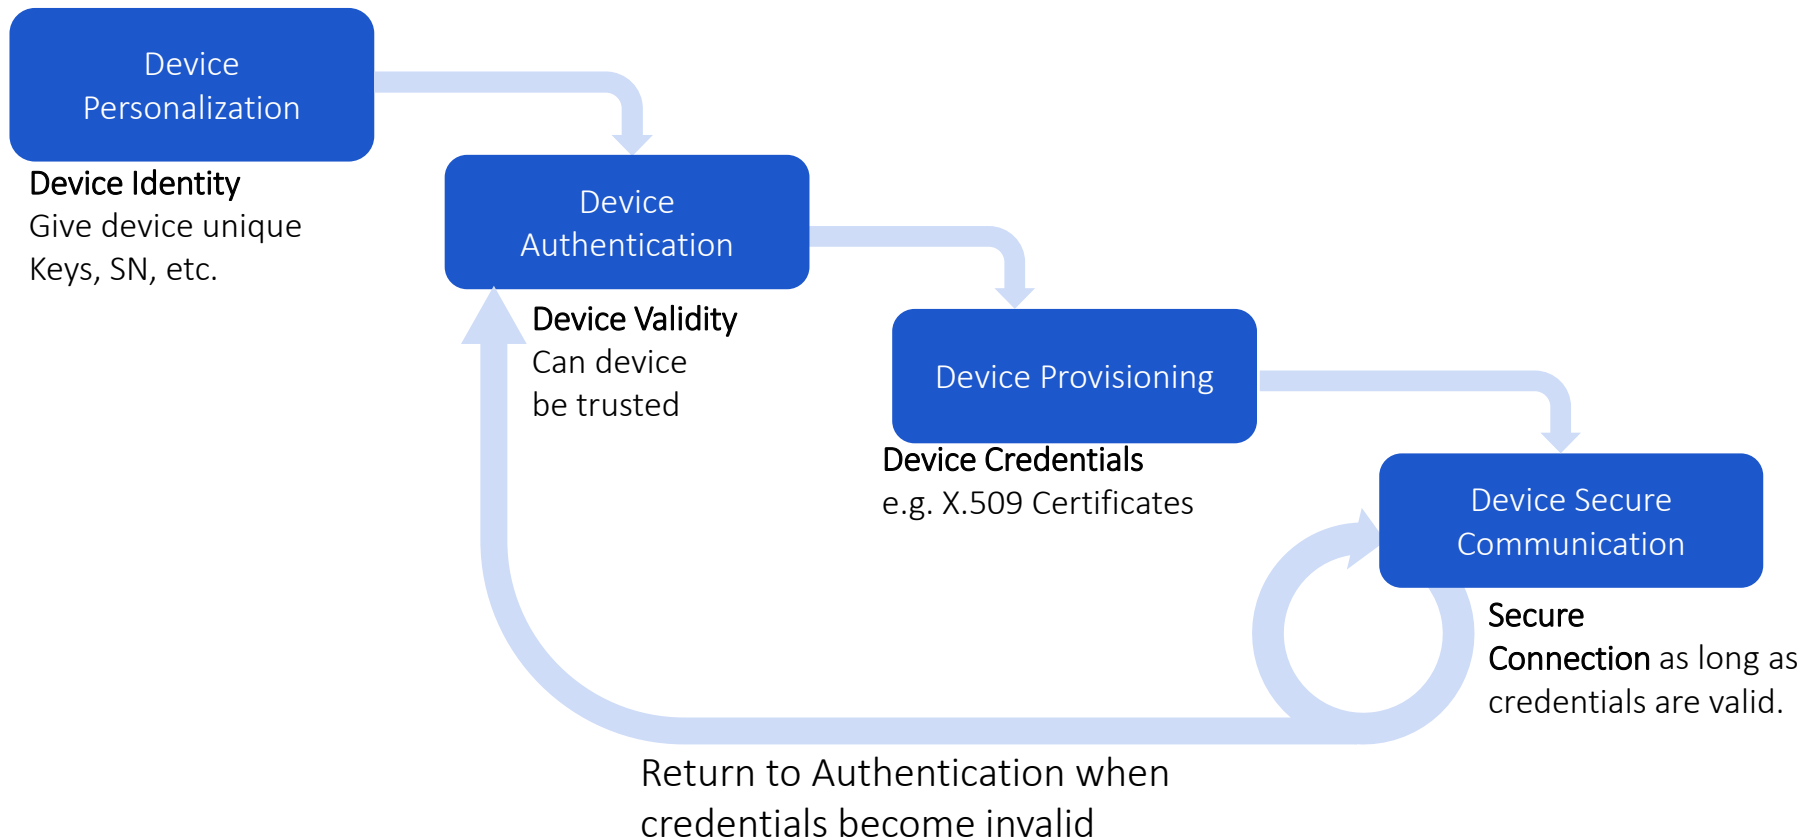 Device
Personalization
Device Identity
Give device unique
Keys, SN, etc.
Device
Authentication
Device Validity
Can device
be trusted
Device Provisioning
Device Credentials
e.g. X.509 Certificates
Device Secure
Communication
Secure
Connection as long as
credentials are valid.
Return to Authentication when
credentials become invalid